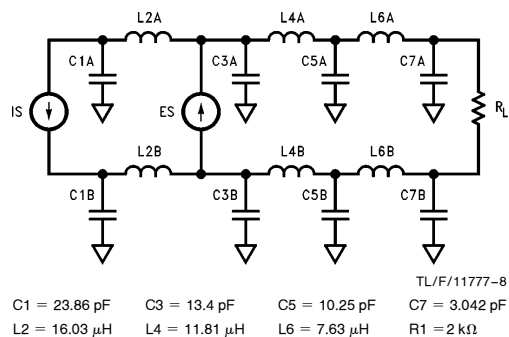 L2A L4A L6A
C1A C3A C5A C7A
IS ES RL
L2B L4B L6B
C1B C3B C5B C7B
TL/F/11777–8
C1 = 23.86 pF C3 = 13.4 pF C5 = 10.25 pF C7 = 3.042 pF
L2 = 16.03 μH L4 = 11.81 μH L6 = 7.63 μH R1 = 2 kΩ